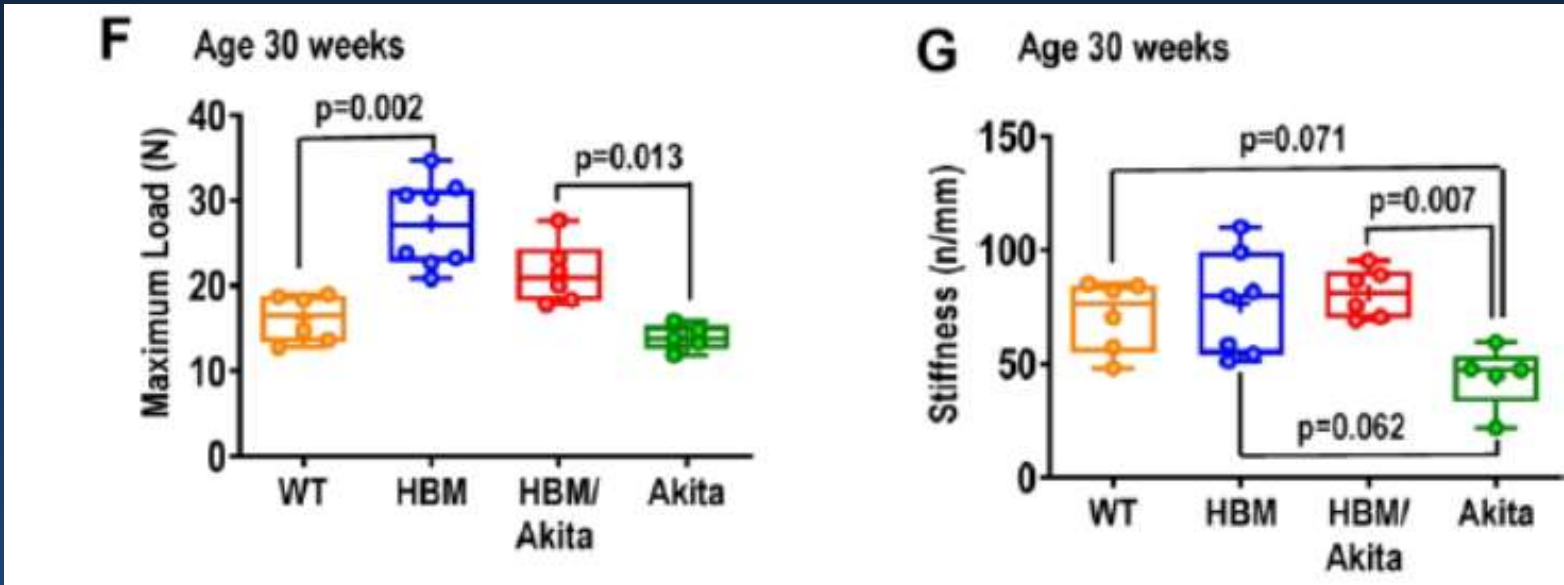 F Age 30 weeks
Maximum Load (N)
40
30
20
10
0
p=0.002
p=0.013
WT HBM HBM/ Akita
Akita
G Age 30 weeks
Stiffness (n/mm)
150
100
50
0
p=0.071
p=0.007
p=0.062
WT HBM HBM/ Akita
Akita